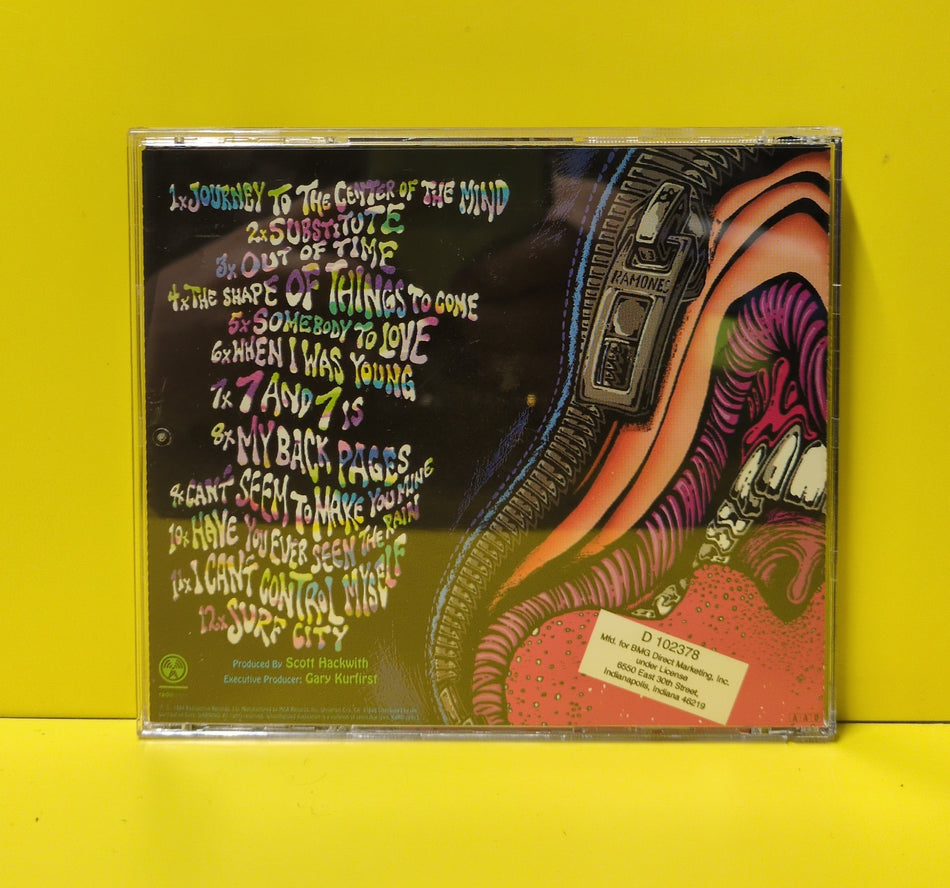 1x JOURNEY TO THE CENTER OF THE MIND
2x SUBSTITUTE
3x OUT OF TIME
4x THE SHAPE OF THINGS TO COME
5x SOMEBODY TO LOVE
6x WHEN I WAS YOUNG
7x 7 AND 7 IS
8x MY BACK PAGES
9x CAN'T SEEM TO MAKE YOU MINE
10x HAVE YOU EVER SEEN THE RAIN
11x I CAN'T CONTROL MYSELF
12x SURF CITY
RAMONES
Produced By Scott Hackwith
Executive Producer: Gary Kurfirst
D 102378
Mfd. for BMG Direct Marketing, Inc.
under License
6550 East 30th Street,
Indianapolis, Indiana 46219